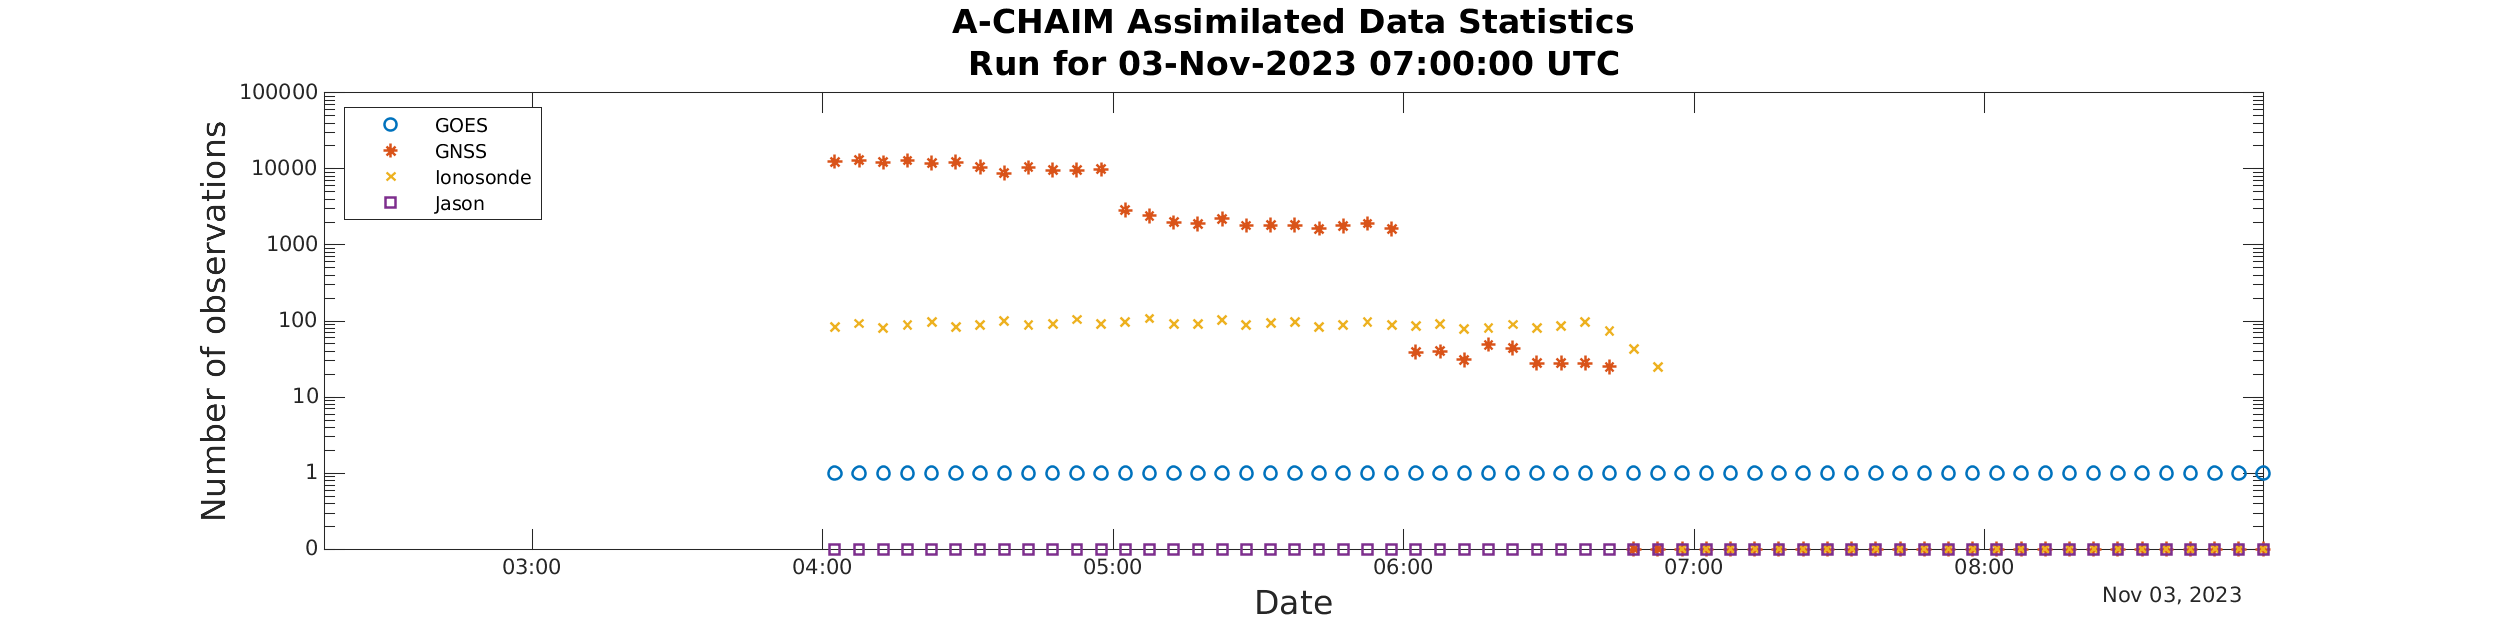 A-CHAIM Assimilated Data Statistics
Run for 03-Nov-2023 07:00:00 UTC
Number of observations
100000
10000
1000
100
10
1
0
GOES
GNSS
Ionosonde
Jason
03:00 04:00 05:00 06:00 07:00 08:00
Date
Nov 03, 2023